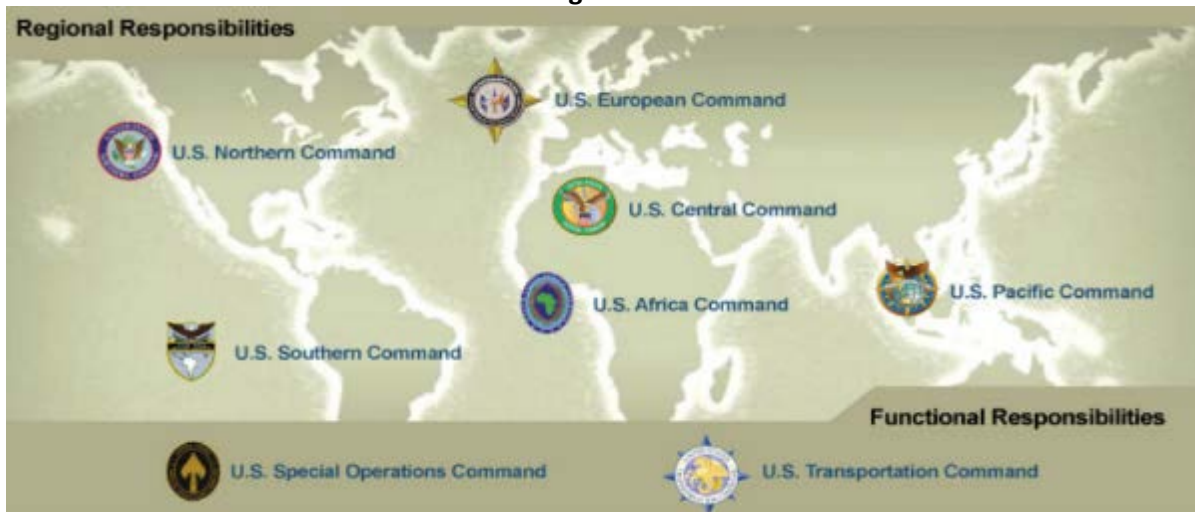 Regional Responsibilities
U.S. European Command
U.S. Northern Command
U.S. Central Command
U.S. Pacific Command
U.S. Africa Command
U.S. Southern Command
Functional Responsibilities
U.S. Special Operations Command
U.S. Transportation Command